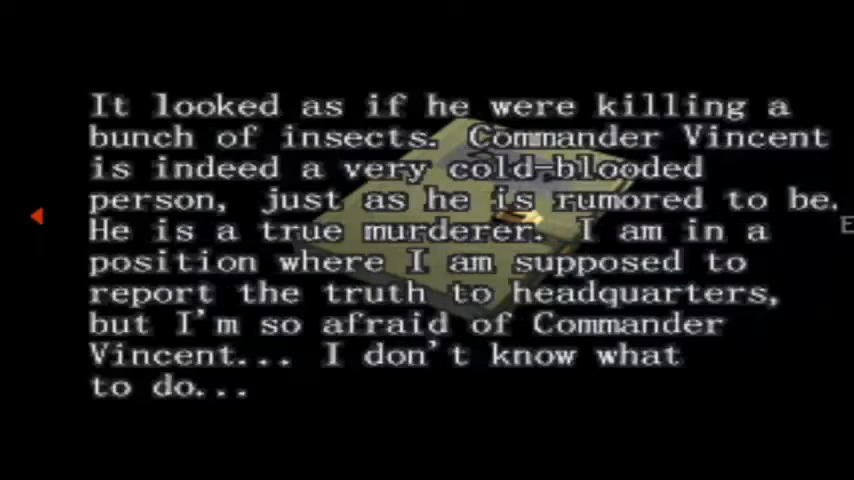 It looked as if he were killing a
bunch of insects. Commander Vincent
is indeed a very cold-blooded
person, just as he is rumored to be.
He is a true murderer. I am in a
position where I am supposed to
report the truth to headquarters,
but I'm so afraid of Commander
Vincent... I don't know what
to do...
E